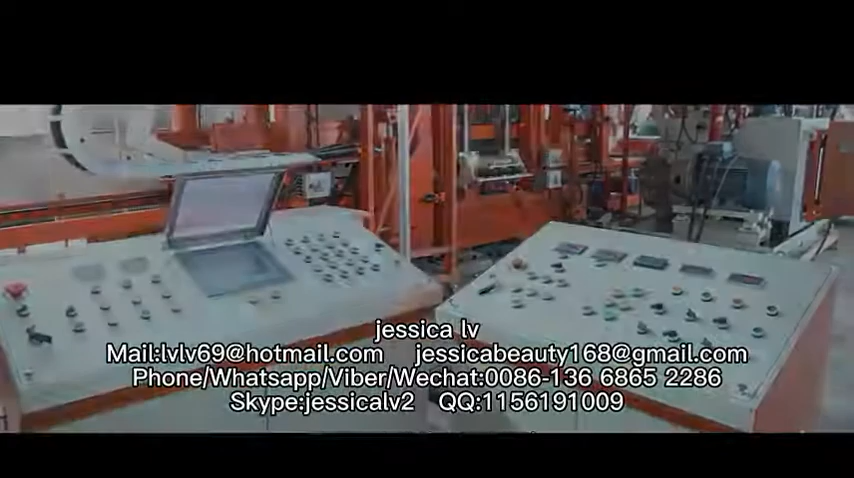 jessica lv
Mail:lvlv69@hotmail.com jessicabeauty168@gmail.com
Phone/Whatsapp/Viber/Wechat:0086-136 6865 2286
Skype:jessicalv2 QQ:1156191009